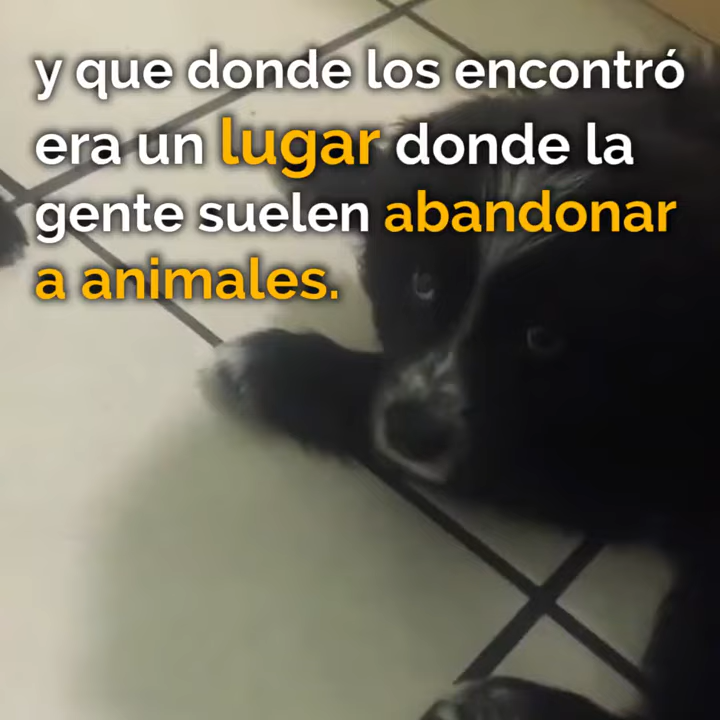 y que donde los encontró
era un lugar donde la
gente suelen abandonar
a animales.